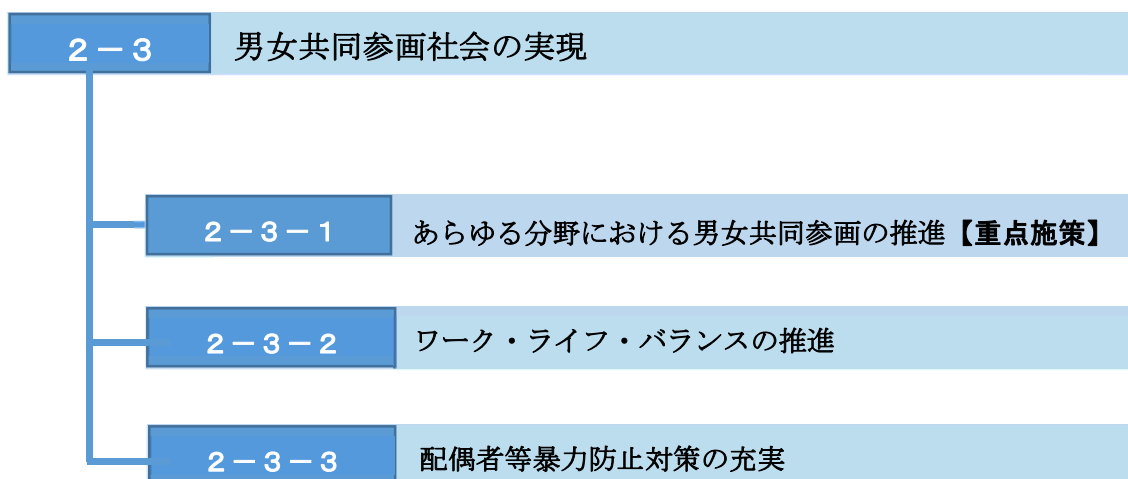 ２－３ 男女共同参画社会の実現
２－３－１ あらゆる分野における男女共同参画の推進【重点施策】
２－３－２ ワーク・ライフ・バランスの推進
２－３－３ 配偶者等暴力防止対策の充実